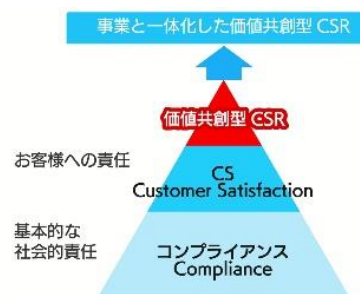 事業と一体化した価値共創型 CSR
価値共創型 CSR
お客様への責任
CS
Customer Satisfaction
基本的な
社会的責任
コンプライアンス
Compliance